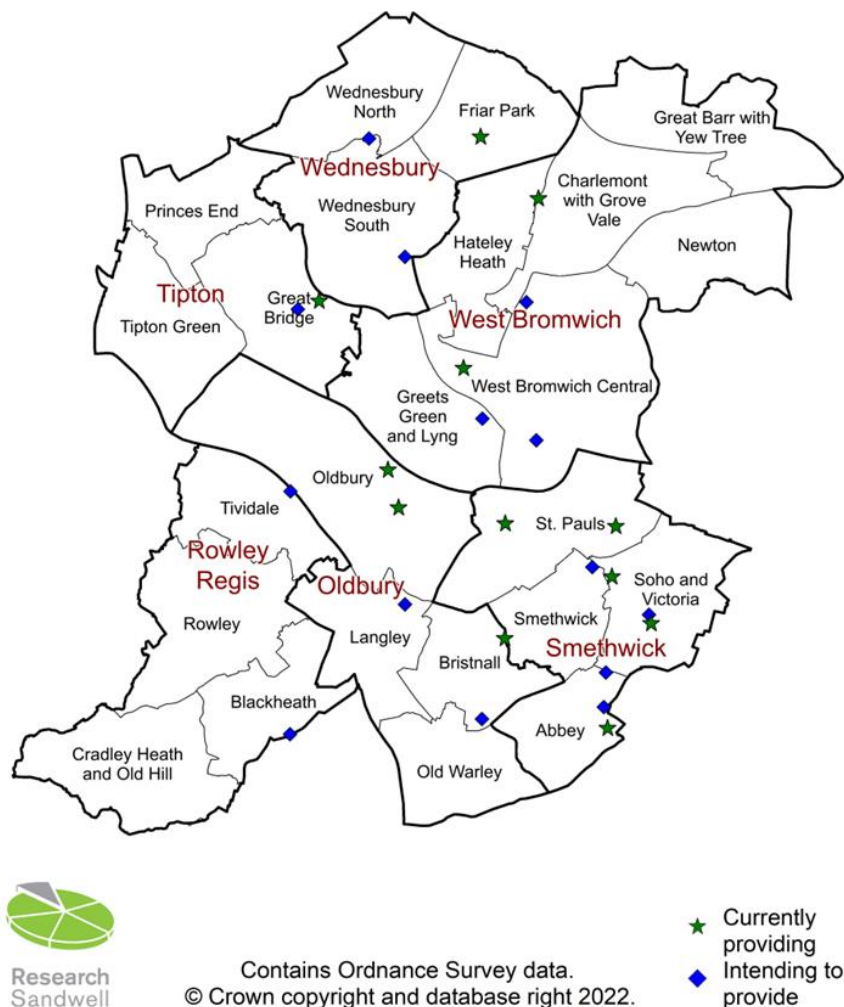 Wednesbury
North
Friar Park
Great Barr with
Yew Tree
Wednesbury
Charlemont
with Grove
Vale
Princes End
Wednesbury
South
Hateley
Heath
Newton
Tipton
Great
Bridge
West Bromwich
Tipton Green
West Bromwich Central
Greets
Green
and Lyng
Oldbury
Tividale
St. Pauls
Rowley
Regis
Oldbury
Soho and
Victoria
Rowley
Langley
Smethwick
Smethwick
Bristnall
Blackheath
Abbey
Cradley Heath
and Old Hill
Old Warley
Currently
providing
Intending to
provide
Research
Sandwell
Contains Ordnance Survey data.
© Crown copyright and database right 2022.